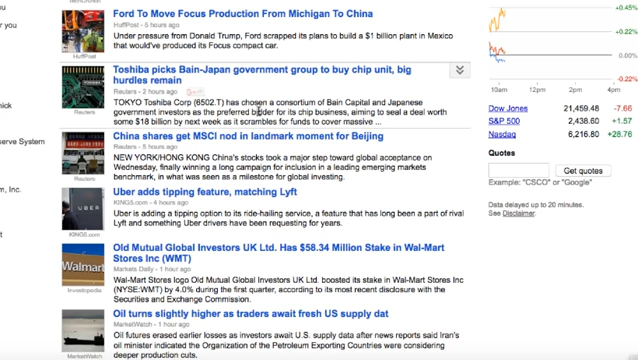 Ford To Move Focus Production From Michigan To China
HuffPost - 5 hours ago
Under pressure from Donald Trump, Ford scrapped its plans to build a $1 billion plant in Mexico
that would've produced its Focus compact car.
HuffPost
Toshiba picks Bain-Japan government group to buy chip unit, big
hurdles remain
Reuters - 2 hours ago
TOKYO Toshiba Corp (6502.T) has chosen a consortium of Bain Capital and Japanese
government investors as the preferred bidder for its chip business, aiming to seal a deal worth
some $18 billion by next week as it scrambles for funds to cover massive ...
Reuters
China shares get MSCI nod in landmark moment for Beijing
Reuters - 5 hours ago
NEW YORK/HONG KONG China's stocks took a major step toward global acceptance on
Wednesday, finally winning a long campaign for inclusion in a leading emerging markets
benchmark, in what was seen as a milestone for global investing.
Reuters
Uber adds tipping feature, matching Lyft
KING5.com - 4 hours ago
Uber is adding a tipping option to its ride-hailing service, a feature that has long been a part of rival
Lyft and something Uber drivers have been requesting for years.
UBER
KING5.com
Old Mutual Global Investors UK Ltd. Has $58.34 Million Stake in Wal-Mart
Stores Inc (WMT)
Markets Daily - 1 hour ago
Wal-Mart Stores logo Old Mutual Global Investors UK Ltd. boosted its stake in Wal-Mart Stores Inc
(NYSE:WMT) by 4.0% during the first quarter, according to its most recent disclosure with the
Securities and Exchange Commission.
Walmart
Investopedia
Oil turns slightly higher as traders await fresh US supply dat
MarketWatch - 1 hour ago
Oil futures erased earlier losses as investors await U.S. supply data after news reports said Iran's
oil minister indicated the Organization of the Petroleum Exporting Countries were considering
deeper production cuts.
MarketWatch
u
r you
nick
serve System
, Inc.
t
+0.45%
0.00%
-0.22%
10am 12pm 2pm 4pm
Dow Jones 21,459.48 -7.66
S&P 500 2,438.60 +1.57
Nasdaq 6,216.80 +28.76
Quotes
Get quotes
Example: "CSCO" or "Google"
Data delayed up to 20 minutes.
See Disclaimer.